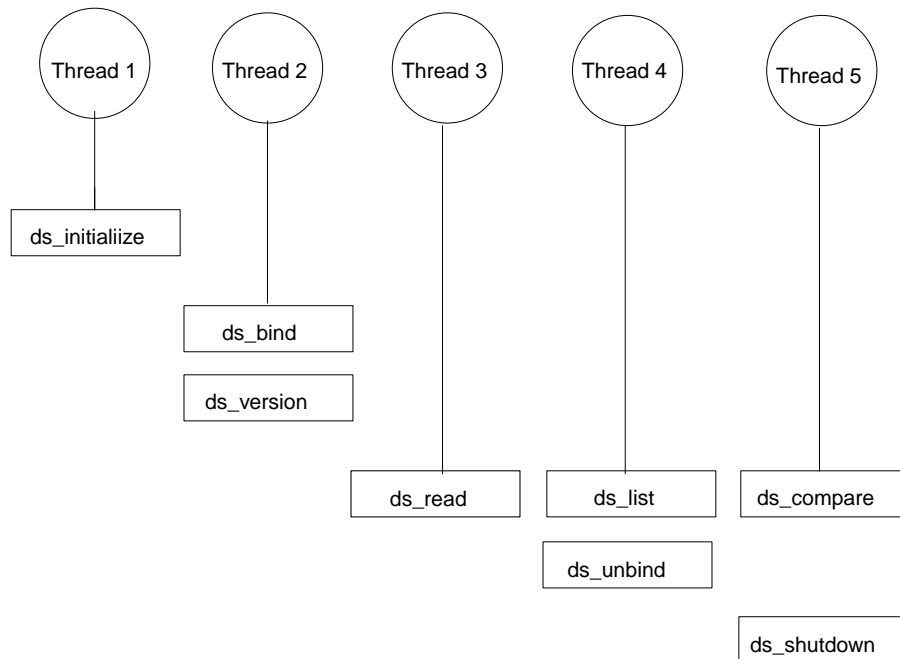 Thread 1
Thread 2
Thread 3
Thread 4
Thread 5
ds_initialiize
ds_bind
ds_version
ds_read
ds_list
ds_compare
ds_unbind
ds_shutdown